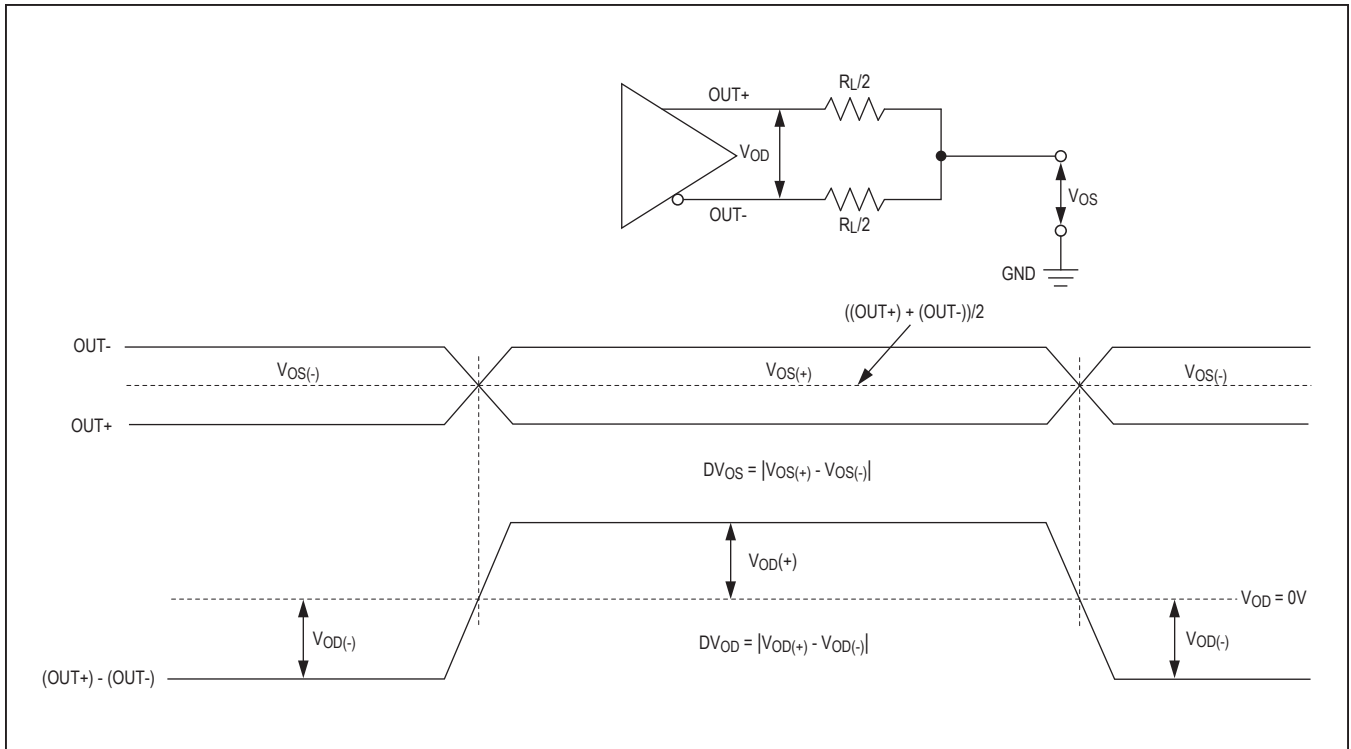 RL/2
OUT+
VOD
OUT-
RL/2
VOS
GND
((OUT+) + (OUT-))/2
OUT-
VOS(-)
VOS(+)
VOS(-)
OUT+
DVOS = |VOS(+) - VOS(-)|
VOD(+)
VOD = 0V
VOD(-)
DVOD = |VOD(+) - VOD(-)|
VOD(-)
(OUT+) - (OUT-)